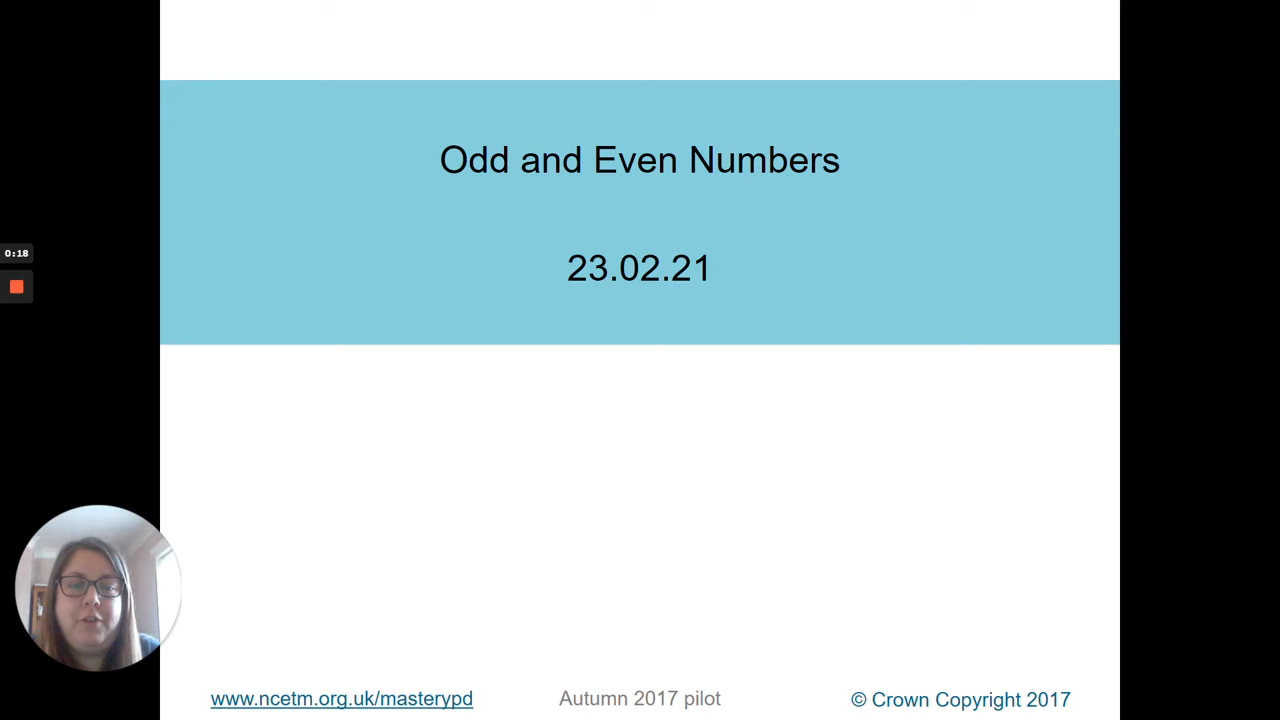 Odd and Even Numbers
23.02.21
0:18
www.ncetm.org.uk/masterypd
Autumn 2017 pilot
© Crown Copyright 2017